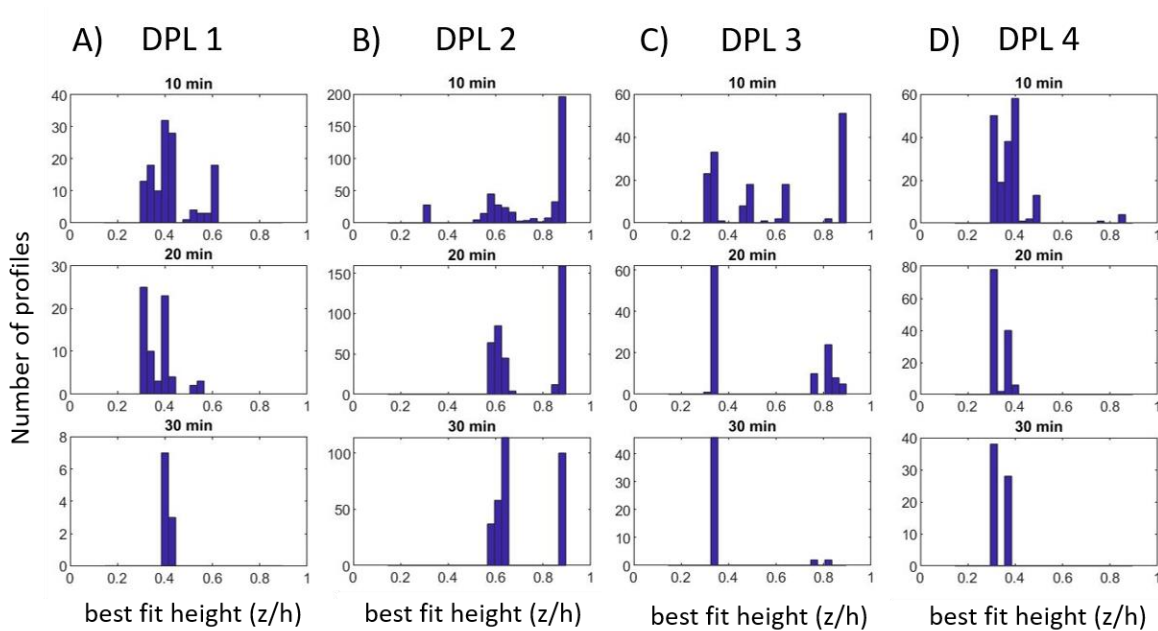 A) DPL 1
B) DPL 2
C) DPL 3
D) DPL 4
10 min
10 min
10 min
10 min
40
30
20
10
0
0 0.2 0.4 0.6 0.8 1
200
150
100
50
0
0 0.2 0.4 0.6 0.8 1
60
40
20
0
0 0.2 0.4 0.6 0.8 1
60
40
20
0
0 0.2 0.4 0.6 0.8 1
Number of profiles
20 min
20 min
20 min
20 min
30
20
10
0
0 0.2 0.4 0.6 0.8 1
150
100
50
0
0 0.2 0.4 0.6 0.8 1
60
40
20
0
0 0.2 0.4 0.6 0.8 1
80
60
40
20
0
0 0.2 0.4 0.6 0.8 1
30 min
30 min
30 min
30 min
8
6
4
2
0
0 0.2 0.4 0.6 0.8 1
100
50
0
0 0.2 0.4 0.6 0.8 1
40
30
20
10
0
0 0.2 0.4 0.6 0.8 1
40
30
20
10
0
0 0.2 0.4 0.6 0.8 1
best fit height (z/h)
best fit height (z/h)
best fit height (z/h)
best fit height (z/h)